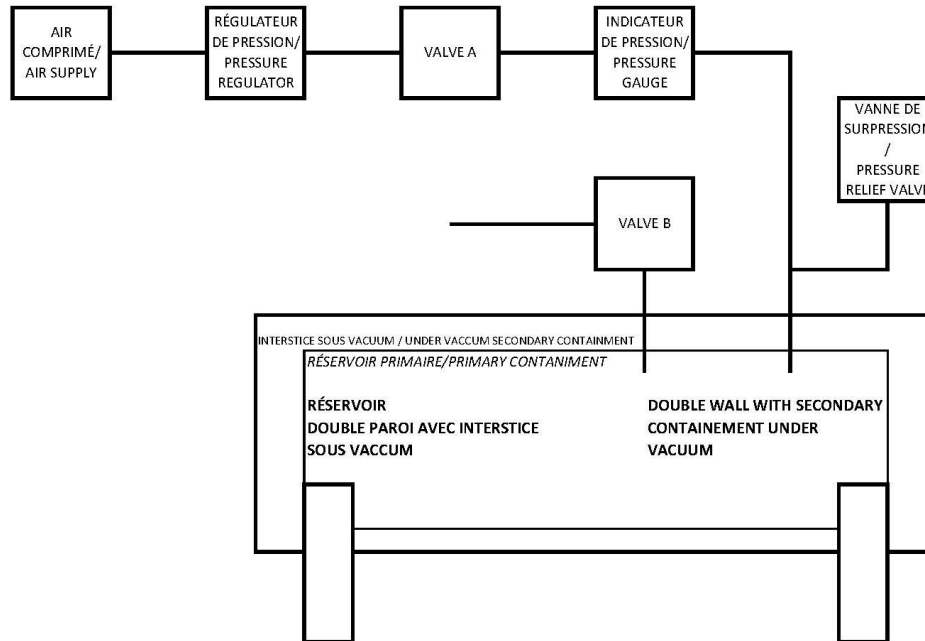 AIR
COMPRIMÉ/
AIR SUPPLY
RÉGULATEUR
DE PRESSION/
PRESSURE
REGULATOR
VALVE A
INDICATEUR
DE PRESSION/
PRESSURE
GAUGE
VANNE DE
SURPRESSION
/
PRESSURE
RELIEF VALVE
VALVE B
INTERSTICE SOUS VACUUM / UNDER VACCUM SECONDARY CONTAINMENT
RÉSERVOIR PRIMAIRE/PRIMARY CONTANIMENT
RÉSERVOIR
DOUBLE PAROI AVEC INTERSTICE
SOUS VACCUM
DOUBLE WALL WITH SECONDARY
CONTAINEMENT UNDER
VACUUM